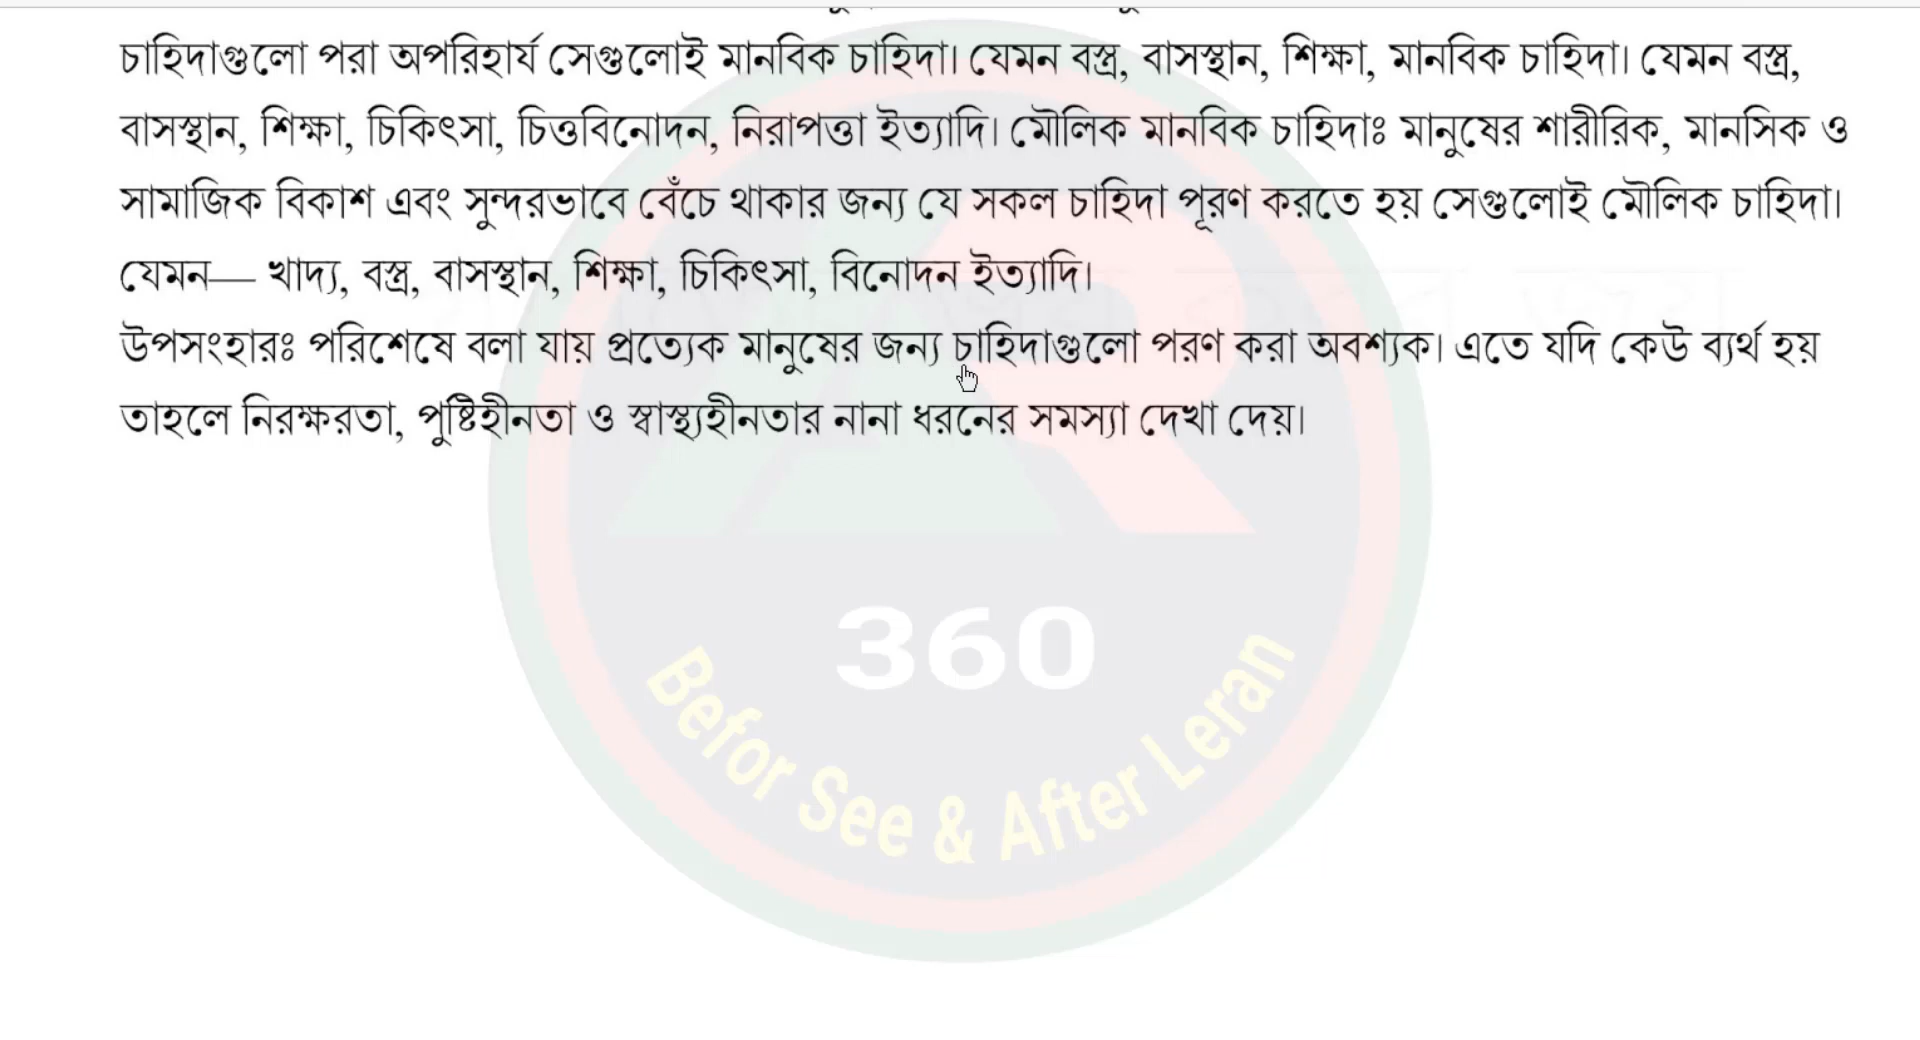 চাহিদাগুলো পরা অপরিহার্য সেগুলোই মানবিক চাহিদা। যেমন বস্ত্র, বাসস্থান, শিক্ষা, মানবিক চাহিদা। যেমন বস্ত্র,
বাসস্থান, শিক্ষা, চিকিৎসা, চিত্তবিনোদন, নিরাপত্তা ইত্যাদি। মৌলিক মানবিক চাহিদাঃ মানুষের শারীরিক, মানসিক ও
সামাজিক বিকাশ এবং সুন্দরভাবে বেঁচে থাকার জন্য যে সকল চাহিদা পূরণ করতে হয় সেগুলোই মৌলিক চাহিদা।
যেমন— খাদ্য, বস্ত্র, বাসস্থান, শিক্ষা, চিকিৎসা, বিনোদন ইত্যাদি।
উপসংহারঃ পরিশেষে বলা যায় প্রত্যেক মানুষের জন্য চাহিদাগুলো পরণ করা অবশ্যক। এতে যদি কেউ ব্যর্থ হয়
তাহলে নিরক্ষরতা, পুষ্টিহীনতা ও স্বাস্থ্যহীনতার নানা ধরনের সমস্যা দেখা দেয়।
R
360
Befor See & After Leran